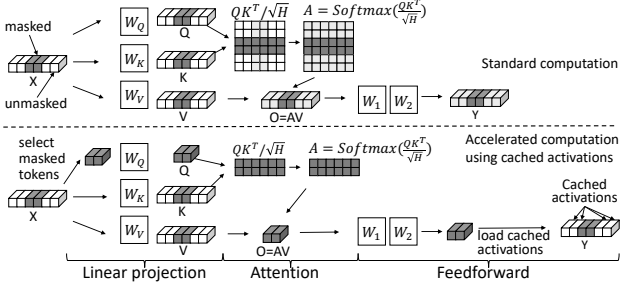 masked
W_Q
Q
QK^T/√H
A = Softmax(QK^T/√H)
X
W_K
K
Standard computation
unmasked
W_V
V
O=AV
W_1
W_2
Y
select
masked
tokens
W_Q
Q
QK^T/√H
A = Softmax(QK^T/√H)
Accelerated computation
using cached activations
X
W_K
K
Cached
activations
W_V
V
O=AV
W_1
W_2
load cached
activations
Y
Linear projection
Attention
Feedforward